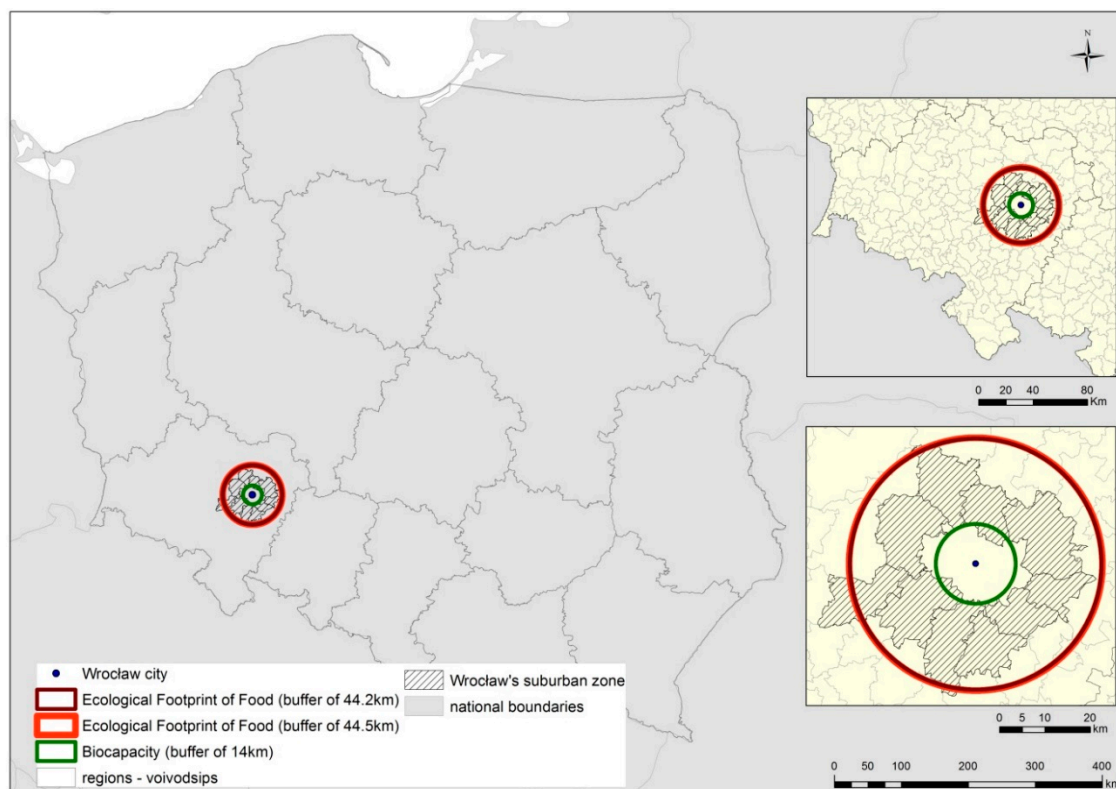 N
0 20 40 60 80
Km
0 5 10 20
km
0 50 100 200 300 400
km
Wrocław city
Ecological Footprint of Food (buffer of 44.2km)
Ecological Footprint of Food (buffer of 44.5km)
Biocapacity (buffer of 14km)
regions - voivodsips
Wrocław's suburban zone
national boundaries